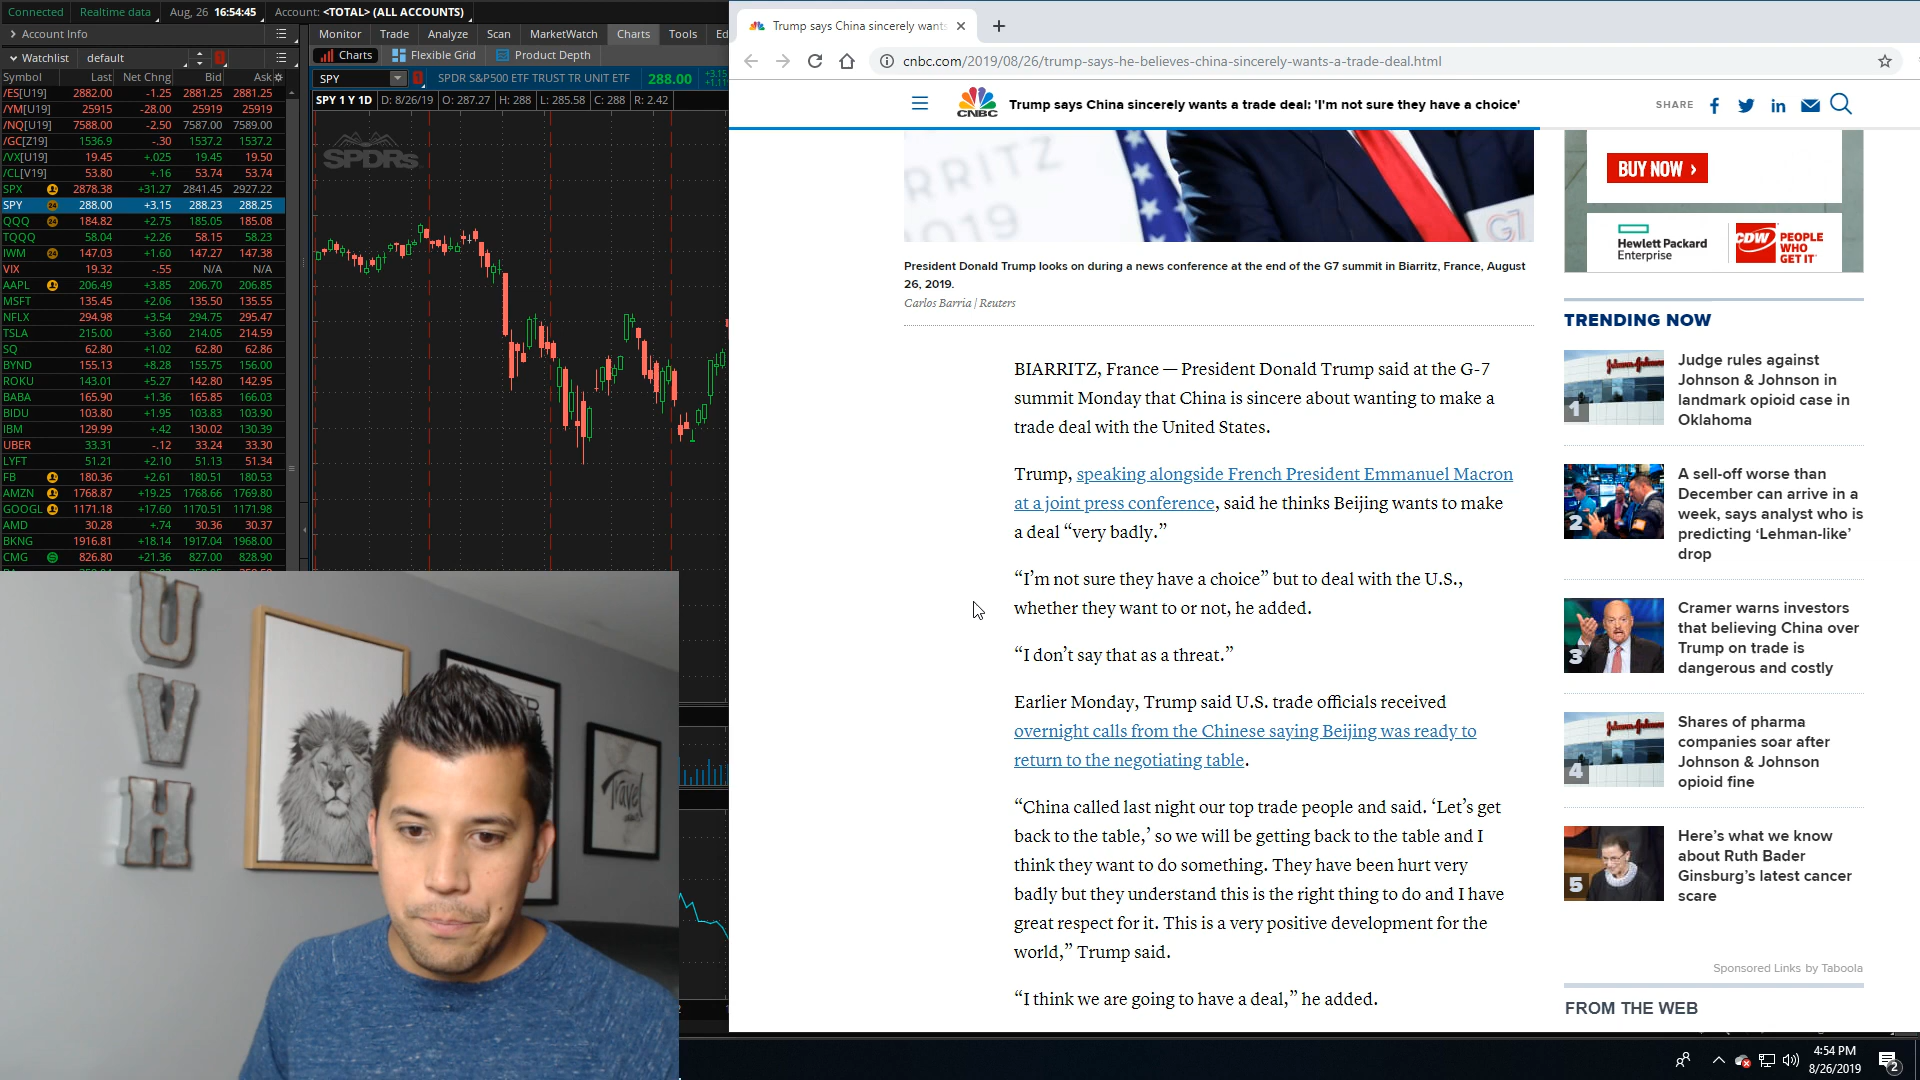 Connected Realtime data Aug, 26 16:54:45 Account: <TOTAL> (ALL ACCOUNTS)
Account Info
Watchlist default
Symbol Last Net Chng Bid Ask
/ES[U19] 2882.00 -1.25 2881.25 2881.25
/YM[U19] 25915 -28.00 25919 25919
/NQ[U19] 7588.00 -2.50 7587.00 7589.00
/GC[Z19] 1536.9 -.30 1537.2 1537.2
/VX[U19] 19.45 +.025 19.45 19.50
/CL[V19] 53.80 +.16 53.74 53.74
SPX 2878.38 +31.27 2841.45 2927.22
SPY 288.00 +3.15 288.23 288.25
QQQ 184.82 +2.75 185.05 185.08
TQQQ 58.04 +2.26 58.15 58.23
IWM 147.03 +1.60 147.27 147.38
VIX 19.32 -.55 N/A N/A
AAPL 206.49 +3.85 206.70 206.85
MSFT 135.45 +2.06 135.50 135.55
NFLX 294.98 +3.54 294.75 295.47
TSLA 215.00 +3.60 214.05 214.59
SQ 62.80 +1.02 62.80 62.86
BYND 155.13 +8.28 155.75 156.00
ROKU 143.01 +5.27 142.80 142.95
BABA 165.90 +1.36 165.85 166.03
BIDU 103.80 +1.95 103.83 103.90
IBM 129.99 +.42 130.02 130.39
UBER 33.31 -.12 33.24 33.30
LYFT 51.21 +2.10 51.13 51.34
FB 180.36 +2.61 180.51 180.53
AMZN 1768.87 +19.25 1768.66 1769.80
GOOGL 1171.18 +17.60 1170.51 1171.98
AMD 30.28 +.74 30.36 30.37
BKNG 1916.81 +18.14 1917.04 1968.00
CMG 826.80 +21.36 827.00 828.90
Monitor Trade Analyze Scan MarketWatch Charts Tools Ed
Charts Flexible Grid Product Depth
SPY SPDR S&P500 ETF TRUST TR UNIT ETF 288.00 +3.15
SPY 1 Y 1D D: 8/26/19 O: 287.27 H: 288 L: 285.58 C: 288 R: 2.42
SPDRs
U
V
H
Travel
Trump says China sincerely wants
cnbc.com/2019/08/26/trump-says-he-believes-china-sincerely-wants-a-trade-deal.html
CNBC Trump says China sincerely wants a trade deal: 'I'm not sure they have a choice' SHARE
RRITZ
2019
G7
President Donald Trump looks on during a news conference at the end of the G7 summit in Biarritz, France, August
26, 2019.
Carlos Barria | Reuters
BIARRITZ, France — President Donald Trump said at the G-7
summit Monday that China is sincere about wanting to make a
trade deal with the United States.
Trump, speaking alongside French President Emmanuel Macron
at a joint press conference, said he thinks Beijing wants to make
a deal “very badly.”
“I’m not sure they have a choice” but to deal with the U.S.,
whether they want to or not, he added.
“I don’t say that as a threat.”
Earlier Monday, Trump said U.S. trade officials received
overnight calls from the Chinese saying Beijing was ready to
return to the negotiating table.
“China called last night our top trade people and said. ‘Let’s get
back to the table,’ so we will be getting back to the table and I
think they want to do something. They have been hurt very
badly but they understand this is the right thing to do and I have
great respect for it. This is a very positive development for the
world,” Trump said.
“I think we are going to have a deal,” he added.
BUY NOW ›
Hewlett Packard
Enterprise
CDW PEOPLE
WHO
GET IT
TRENDING NOW
1
Judge rules against
Johnson & Johnson in
landmark opioid case in
Oklahoma
2
A sell-off worse than
December can arrive in a
week, says analyst who is
predicting ‘Lehman-like’
drop
3
Cramer warns investors
that believing China over
Trump on trade is
dangerous and costly
4
Shares of pharma
companies soar after
Johnson & Johnson
opioid fine
5
Here’s what we know
about Ruth Bader
Ginsburg’s latest cancer
scare
Sponsored Links by Taboola
FROM THE WEB
4:54 PM
8/26/2019
2